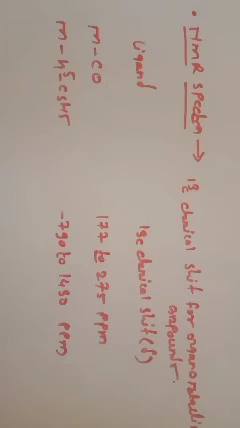 • NMR spectra → 13C chemical shift for organometallic
compounds.
ligand 13C chemical shift (δ)
M-CO 177 to 275 ppm
M-η5-C5H5 -790 to 1430 ppm